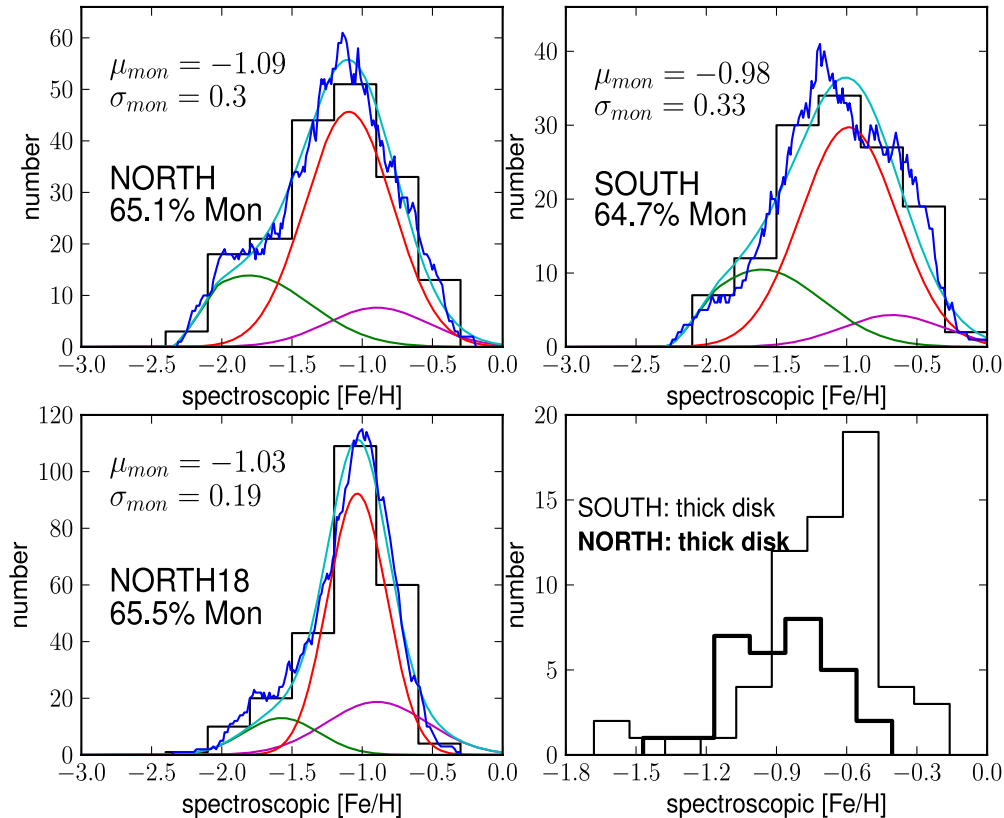 60
50
40
30
20
10
0
number
μmon = −1.09
σmon = 0.3
NORTH
65.1% Mon
−3.0 −2.5 −2.0 −1.5 −1.0 −0.5 0.0
spectroscopic [Fe/H]
40
30
20
10
0
number
μmon = −0.98
σmon = 0.33
SOUTH
64.7% Mon
−3.0 −2.5 −2.0 −1.5 −1.0 −0.5 0.0
spectroscopic [Fe/H]
120
100
80
60
40
20
0
number
μmon = −1.03
σmon = 0.19
NORTH18
65.5% Mon
−3.0 −2.5 −2.0 −1.5 −1.0 −0.5 0.0
spectroscopic [Fe/H]
20
15
10
5
0
number
SOUTH: thick disk
NORTH: thick disk
−1.8 −1.5 −1.2 −0.9 −0.6 −0.3 0.0
spectroscopic [Fe/H]